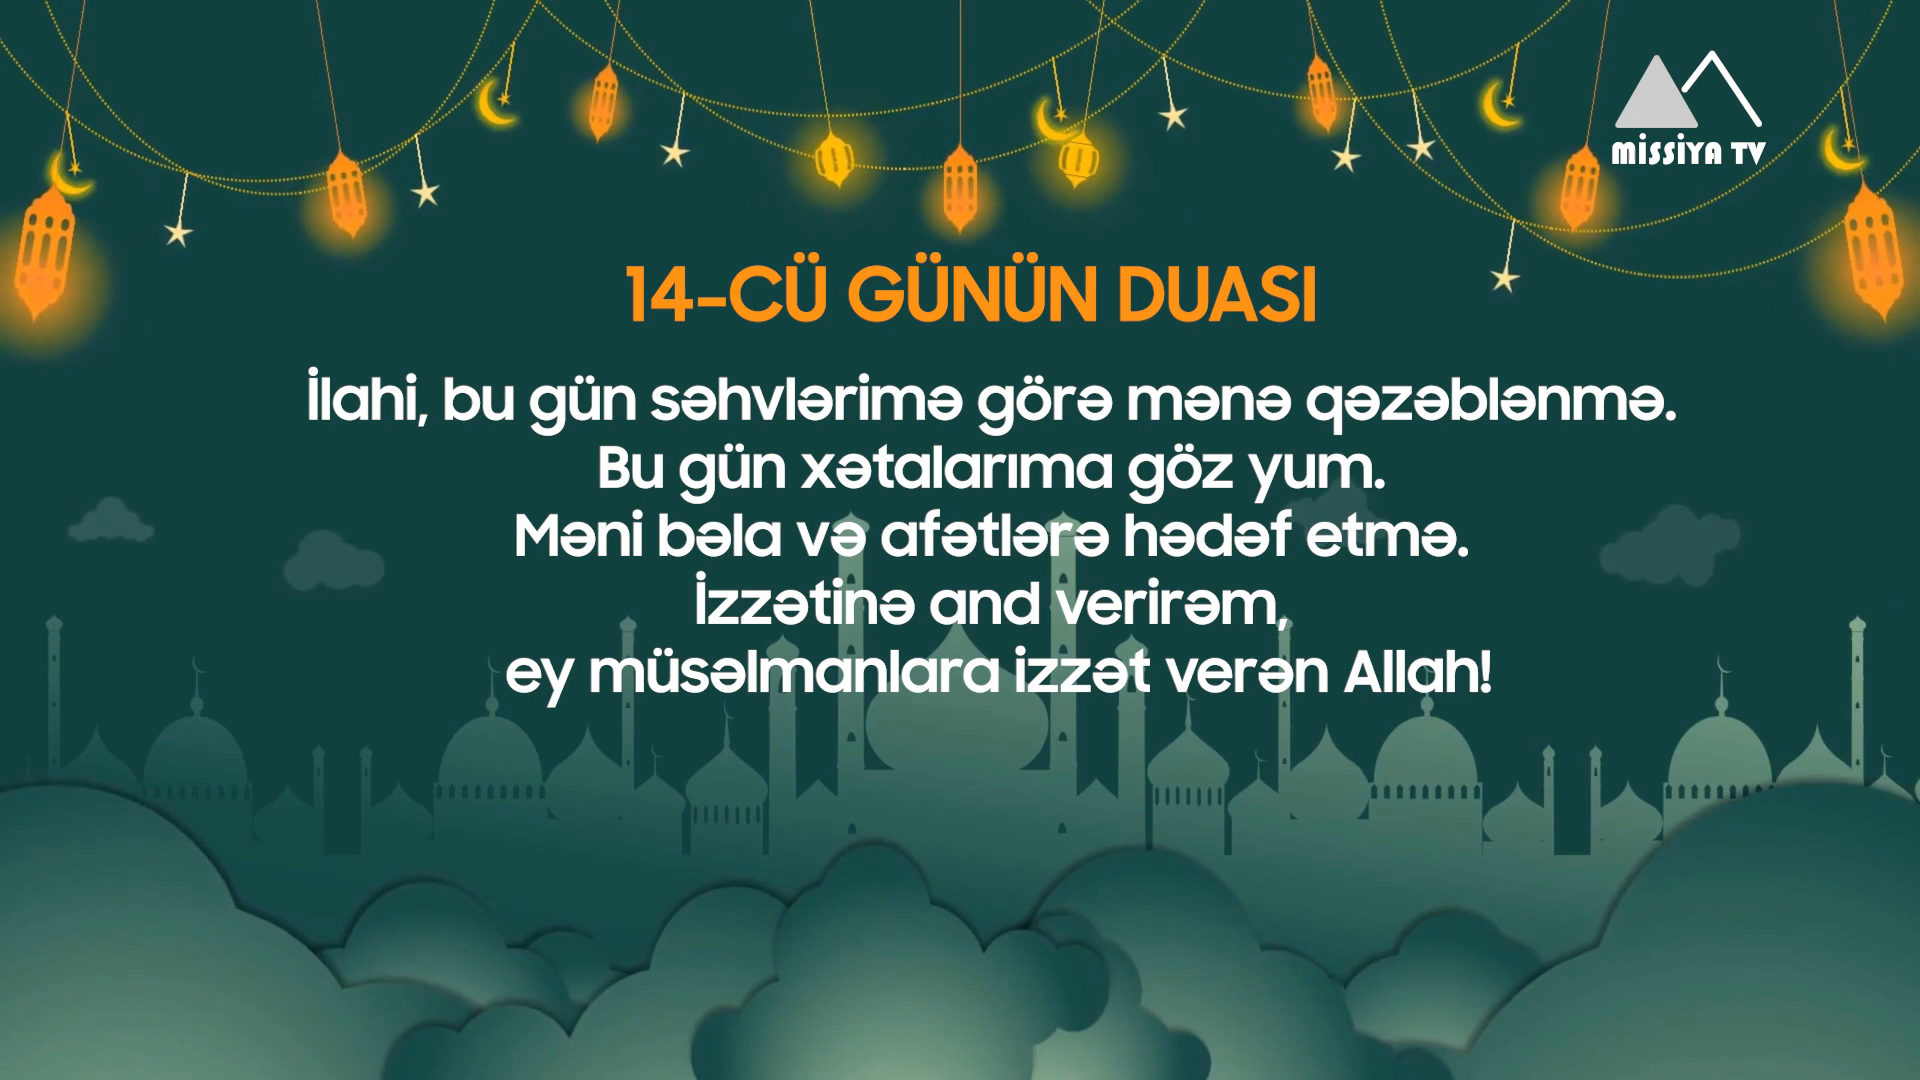 missiya tv
14-CÜ GÜNÜN DUASI
İlahi, bu gün səhvlərimə görə mənə qəzəblənmə.
Bu gün xətalarıma göz yum.
Məni bəla və afətlərə hədəf etmə.
İzzətinə and verirəm,
ey müsəlmanlara izzət verən Allah!